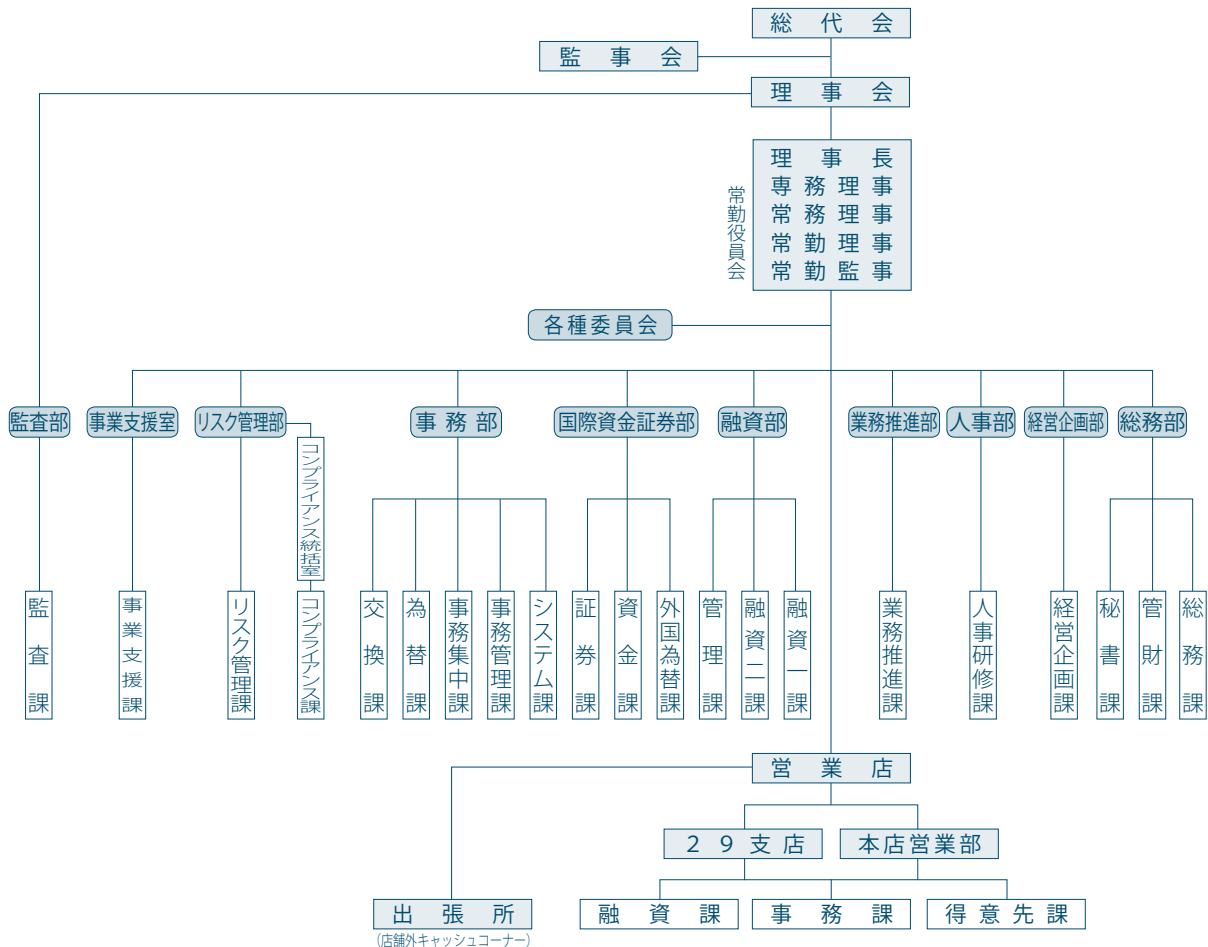 総代会
監事会
理事会
理事長
専務理事
常務理事
常勤理事
常勤監事
常勤役員会
各種委員会
監査部
事業支援室
リスク管理部
事務部
国際資金証券部
融資部
業務推進部
人事部
経営企画部
総務部
コンプライアンス統括室
監査課
事業支援課
リスク管理課
コンプライアンス課
交換課
為替課
事務集中課
事務管理課
システム課
証券課
資金課
外国為替課
管理課
融資二課
融資一課
業務推進課
人事研修課
経営企画課
秘書課
管財課
総務課
営業店
29支店
本店営業部
出張所
(店舗外キャッシュコーナー)
融資課
事務課
得意先課